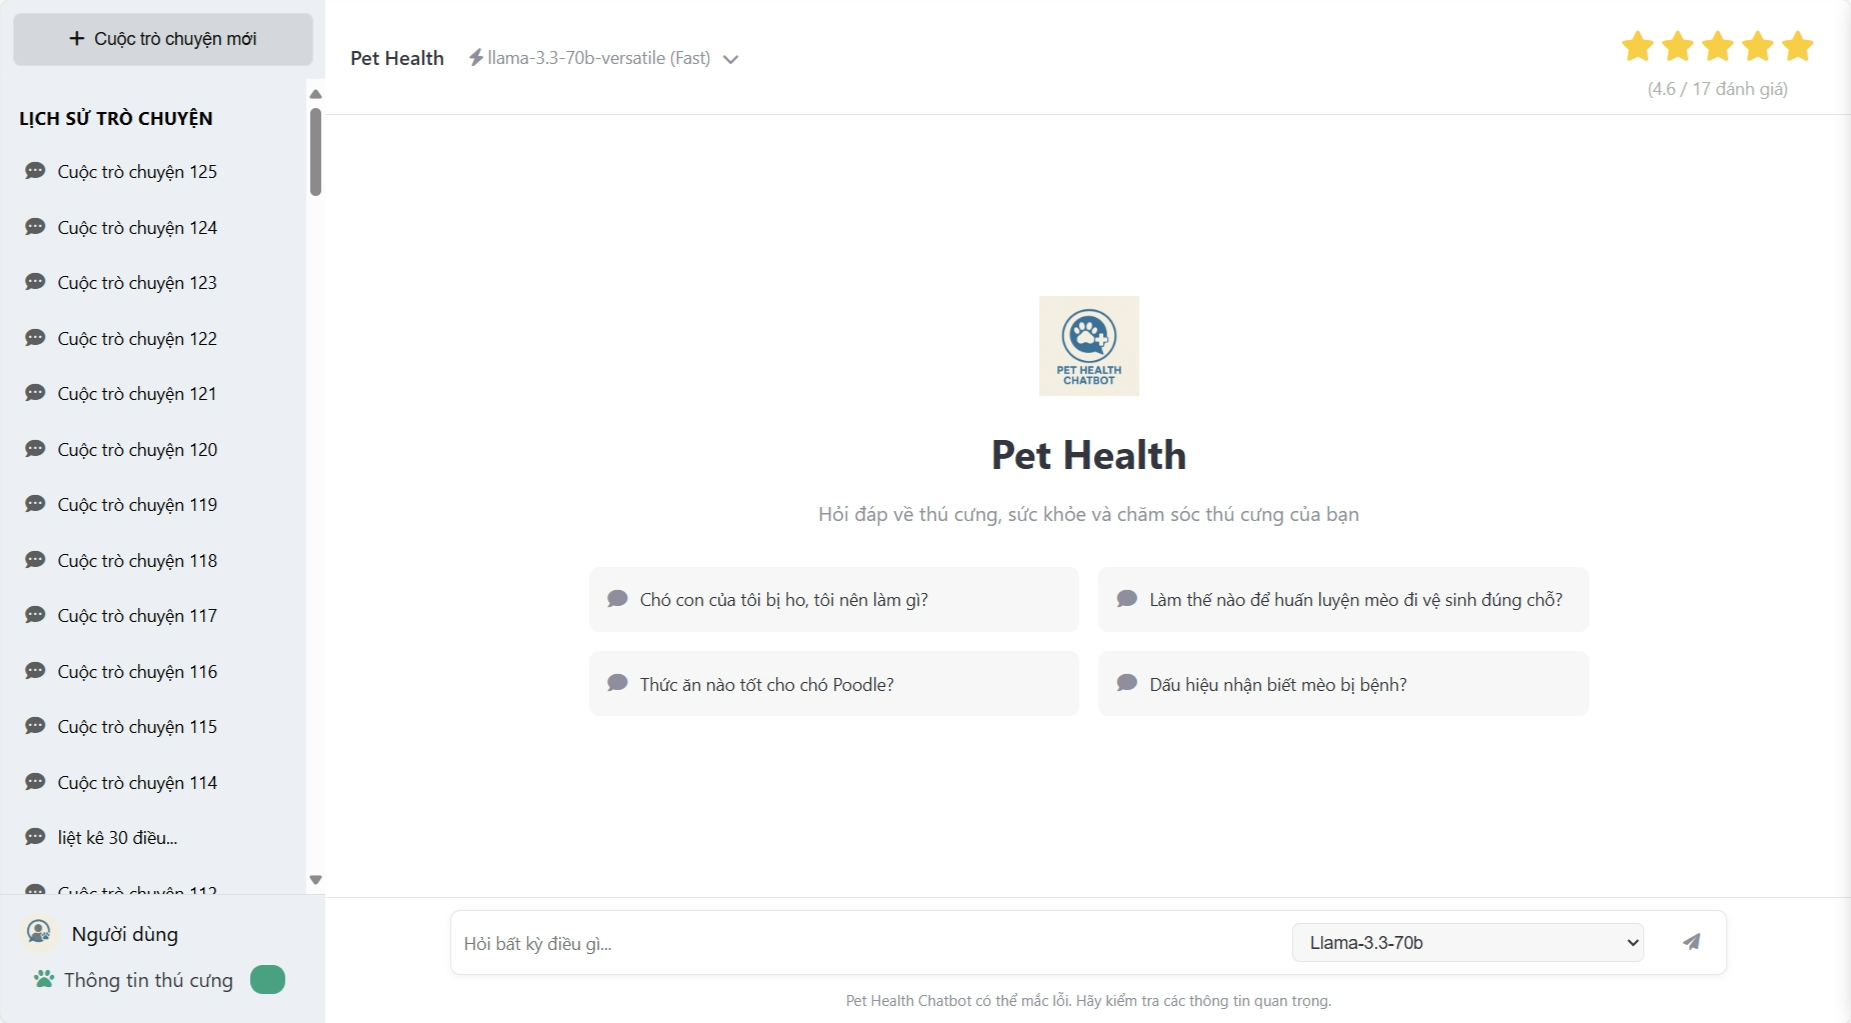 Cuộc trò chuyện mới
LỊCH SỬ TRÒ CHUYỆN
Cuộc trò chuyện 125
Cuộc trò chuyện 124
Cuộc trò chuyện 123
Cuộc trò chuyện 122
Cuộc trò chuyện 121
Cuộc trò chuyện 120
Cuộc trò chuyện 119
Cuộc trò chuyện 118
Cuộc trò chuyện 117
Cuộc trò chuyện 116
Cuộc trò chuyện 115
Cuộc trò chuyện 114
liệt kê 30 điều...
Cuộc trò chuyện 112
Người dùng
Thông tin thú cưng
Pet Health llama-3.3-70b-versatile (Fast)
(4.6 / 17 đánh giá)
PET HEALTH
CHATBOT
Pet Health
Hỏi đáp về thú cưng, sức khỏe và chăm sóc thú cưng của bạn
Chó con của tôi bị ho, tôi nên làm gì?
Làm thế nào để huấn luyện mèo đi vệ sinh đúng chỗ?
Thức ăn nào tốt cho chó Poodle?
Dấu hiệu nhận biết mèo bị bệnh?
Hỏi bất kỳ điều gì...
Llama-3.3-70b
Pet Health Chatbot có thể mắc lỗi. Hãy kiểm tra các thông tin quan trọng.